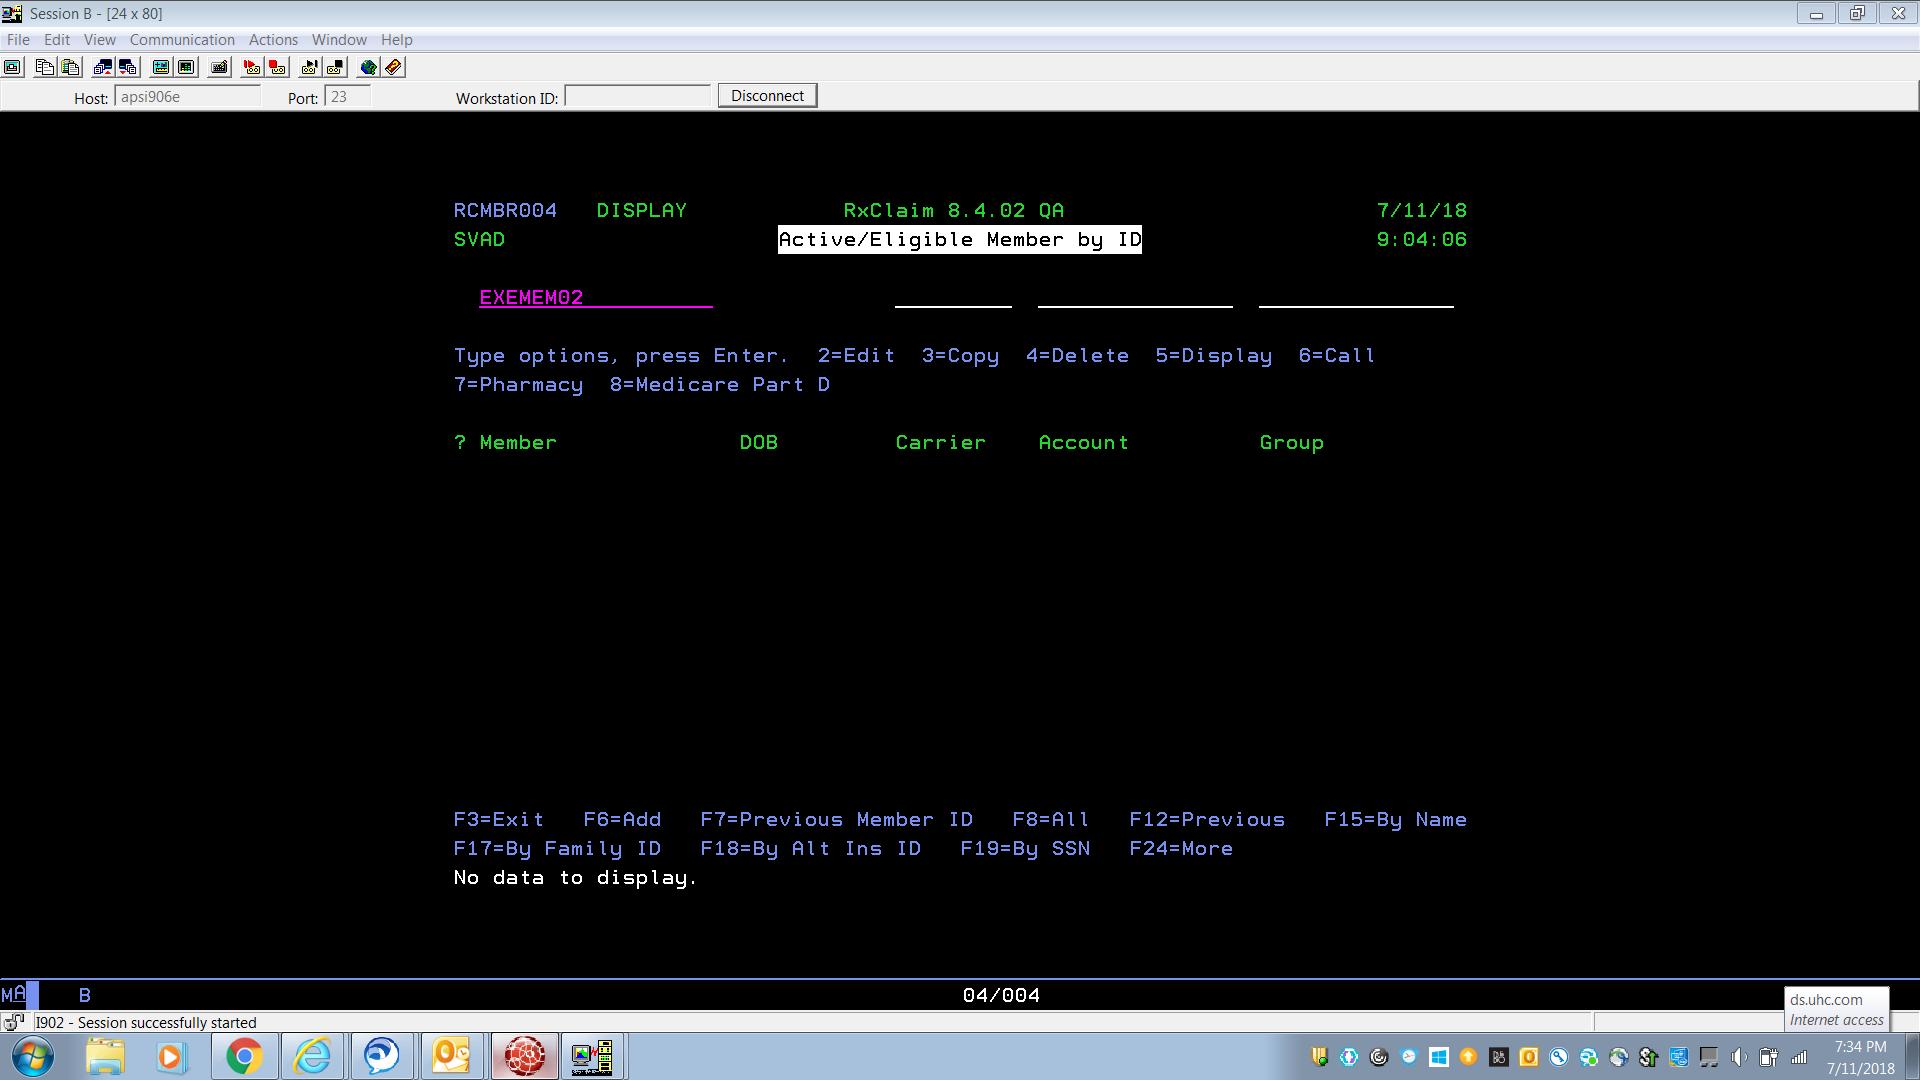 Session B - [24 x 80]
File Edit View Communication Actions Window Help
Host: apsi906e Port: 23 Workstation ID: Disconnect
RCMBR004 DISPLAY RxClaim 8.4.02 QA 7/11/18
SVAD Active/Eligible Member by ID 9:04:06
EXEMEM02
Type options, press Enter. 2=Edit 3=Copy 4=Delete 5=Display 6=Call
7=Pharmacy 8=Medicare Part D
? Member DOB Carrier Account Group
F3=Exit F6=Add F7=Previous Member ID F8=All F12=Previous F15=By Name
F17=By Family ID F18=By Alt Ins ID F19=By SSN F24=More
No data to display.
MA B 04/004
ds.uhc.com
Internet access
I902 - Session successfully started
7:34 PM
7/11/2018